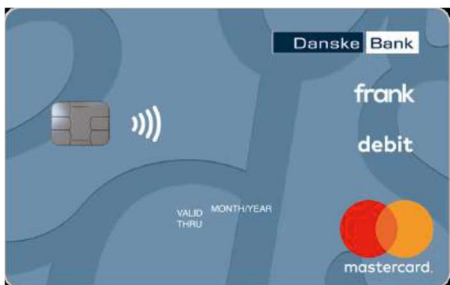 Danske Bank
frank
debit
VALID THRU MONTH/YEAR
mastercard.